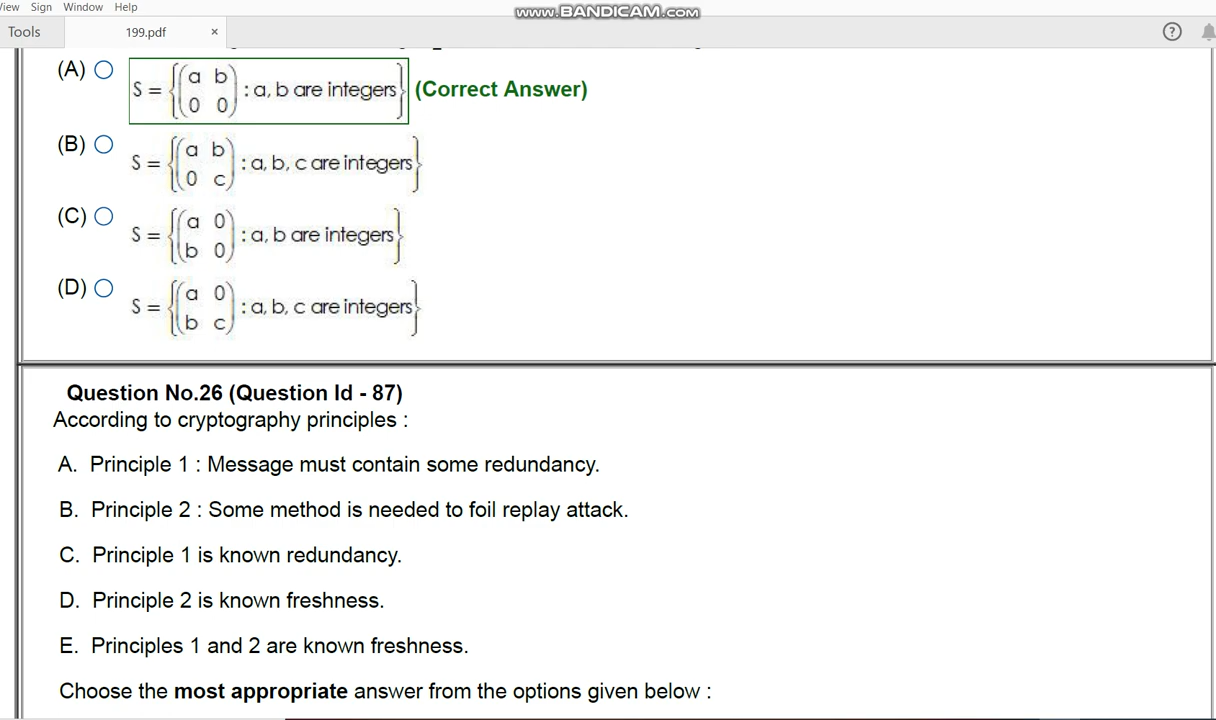 View Sign Window Help
www.BANDICAM.com
Tools 199.pdf × ?
(A) S = {(a b
0 0) : a, b are integers} (Correct Answer)
(B) S = {(a b
0 c) : a, b, c are integers}
(C) S = {(a 0
b 0) : a, b are integers}
(D) S = {(a 0
b c) : a, b, c are integers}
Question No.26 (Question Id - 87)
According to cryptography principles :
A. Principle 1 : Message must contain some redundancy.
B. Principle 2 : Some method is needed to foil replay attack.
C. Principle 1 is known redundancy.
D. Principle 2 is known freshness.
E. Principles 1 and 2 are known freshness.
Choose the most appropriate answer from the options given below :